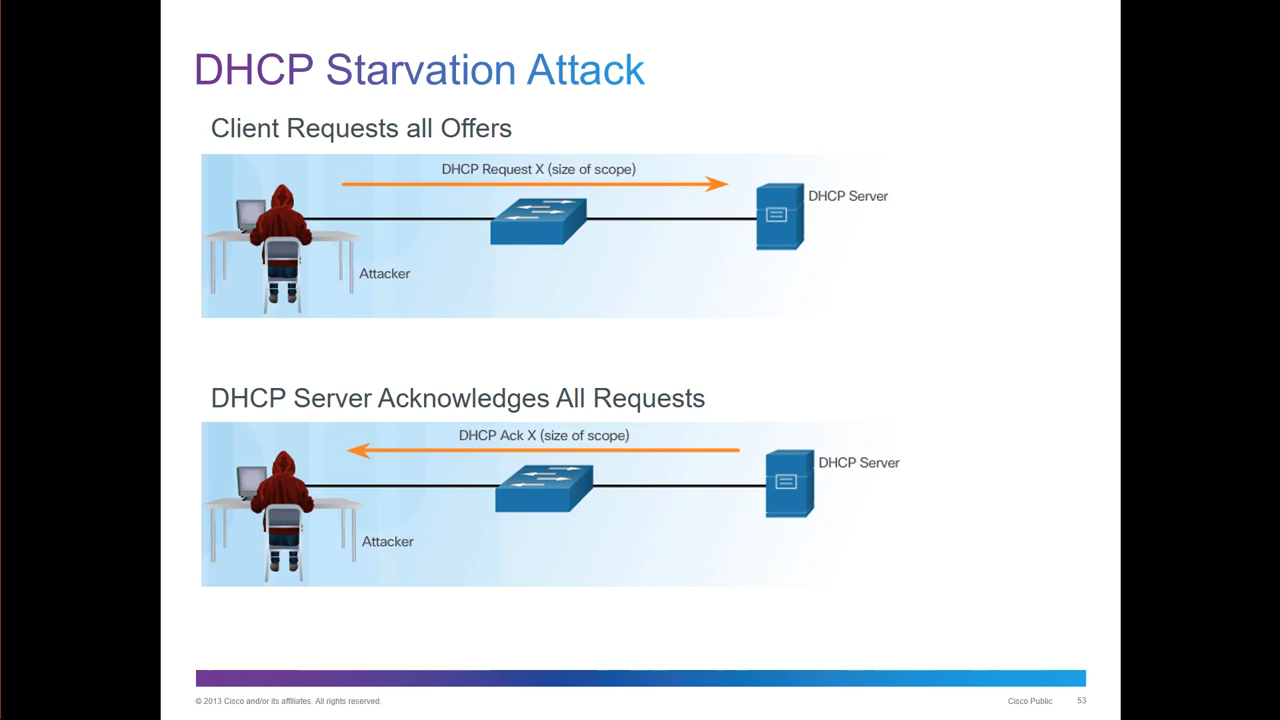 DHCP Starvation Attack
Client Requests all Offers
DHCP Request X (size of scope)
DHCP Server
Attacker
DHCP Server Acknowledges All Requests
DHCP Ack X (size of scope)
DHCP Server
Attacker
© 2013 Cisco and/or its affiliates. All rights reserved.
Cisco Public
53